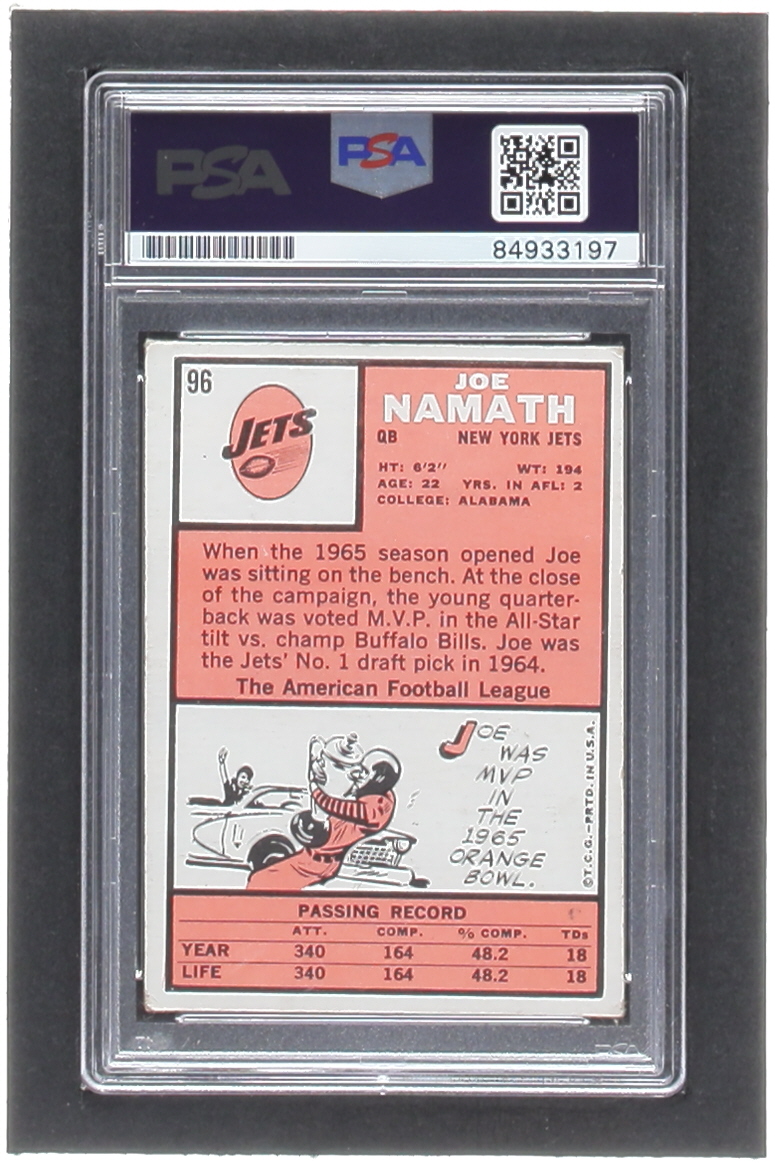 PSA
PSA
84933197
96
JETS
JOE
NAMATH
QB NEW YORK JETS
HT: 6'2" WT: 194
AGE: 22 YRS. IN AFL: 2
COLLEGE: ALABAMA
When the 1965 season opened Joe
was sitting on the bench. At the close
of the campaign, the young quarter-
back was voted M.V.P. in the All-Star
tilt vs. champ Buffalo Bills. Joe was
the Jets' No. 1 draft pick in 1964.
The American Football League
JOE
WAS
MVP
IN
THE
1965
ORANGE
BOWL.
©T.C.G.-PRTD. IN U.S.A.
PASSING RECORD
ATT. COMP. % COMP. TDs
YEAR 340 164 48.2 18
LIFE 340 164 48.2 18
PSA